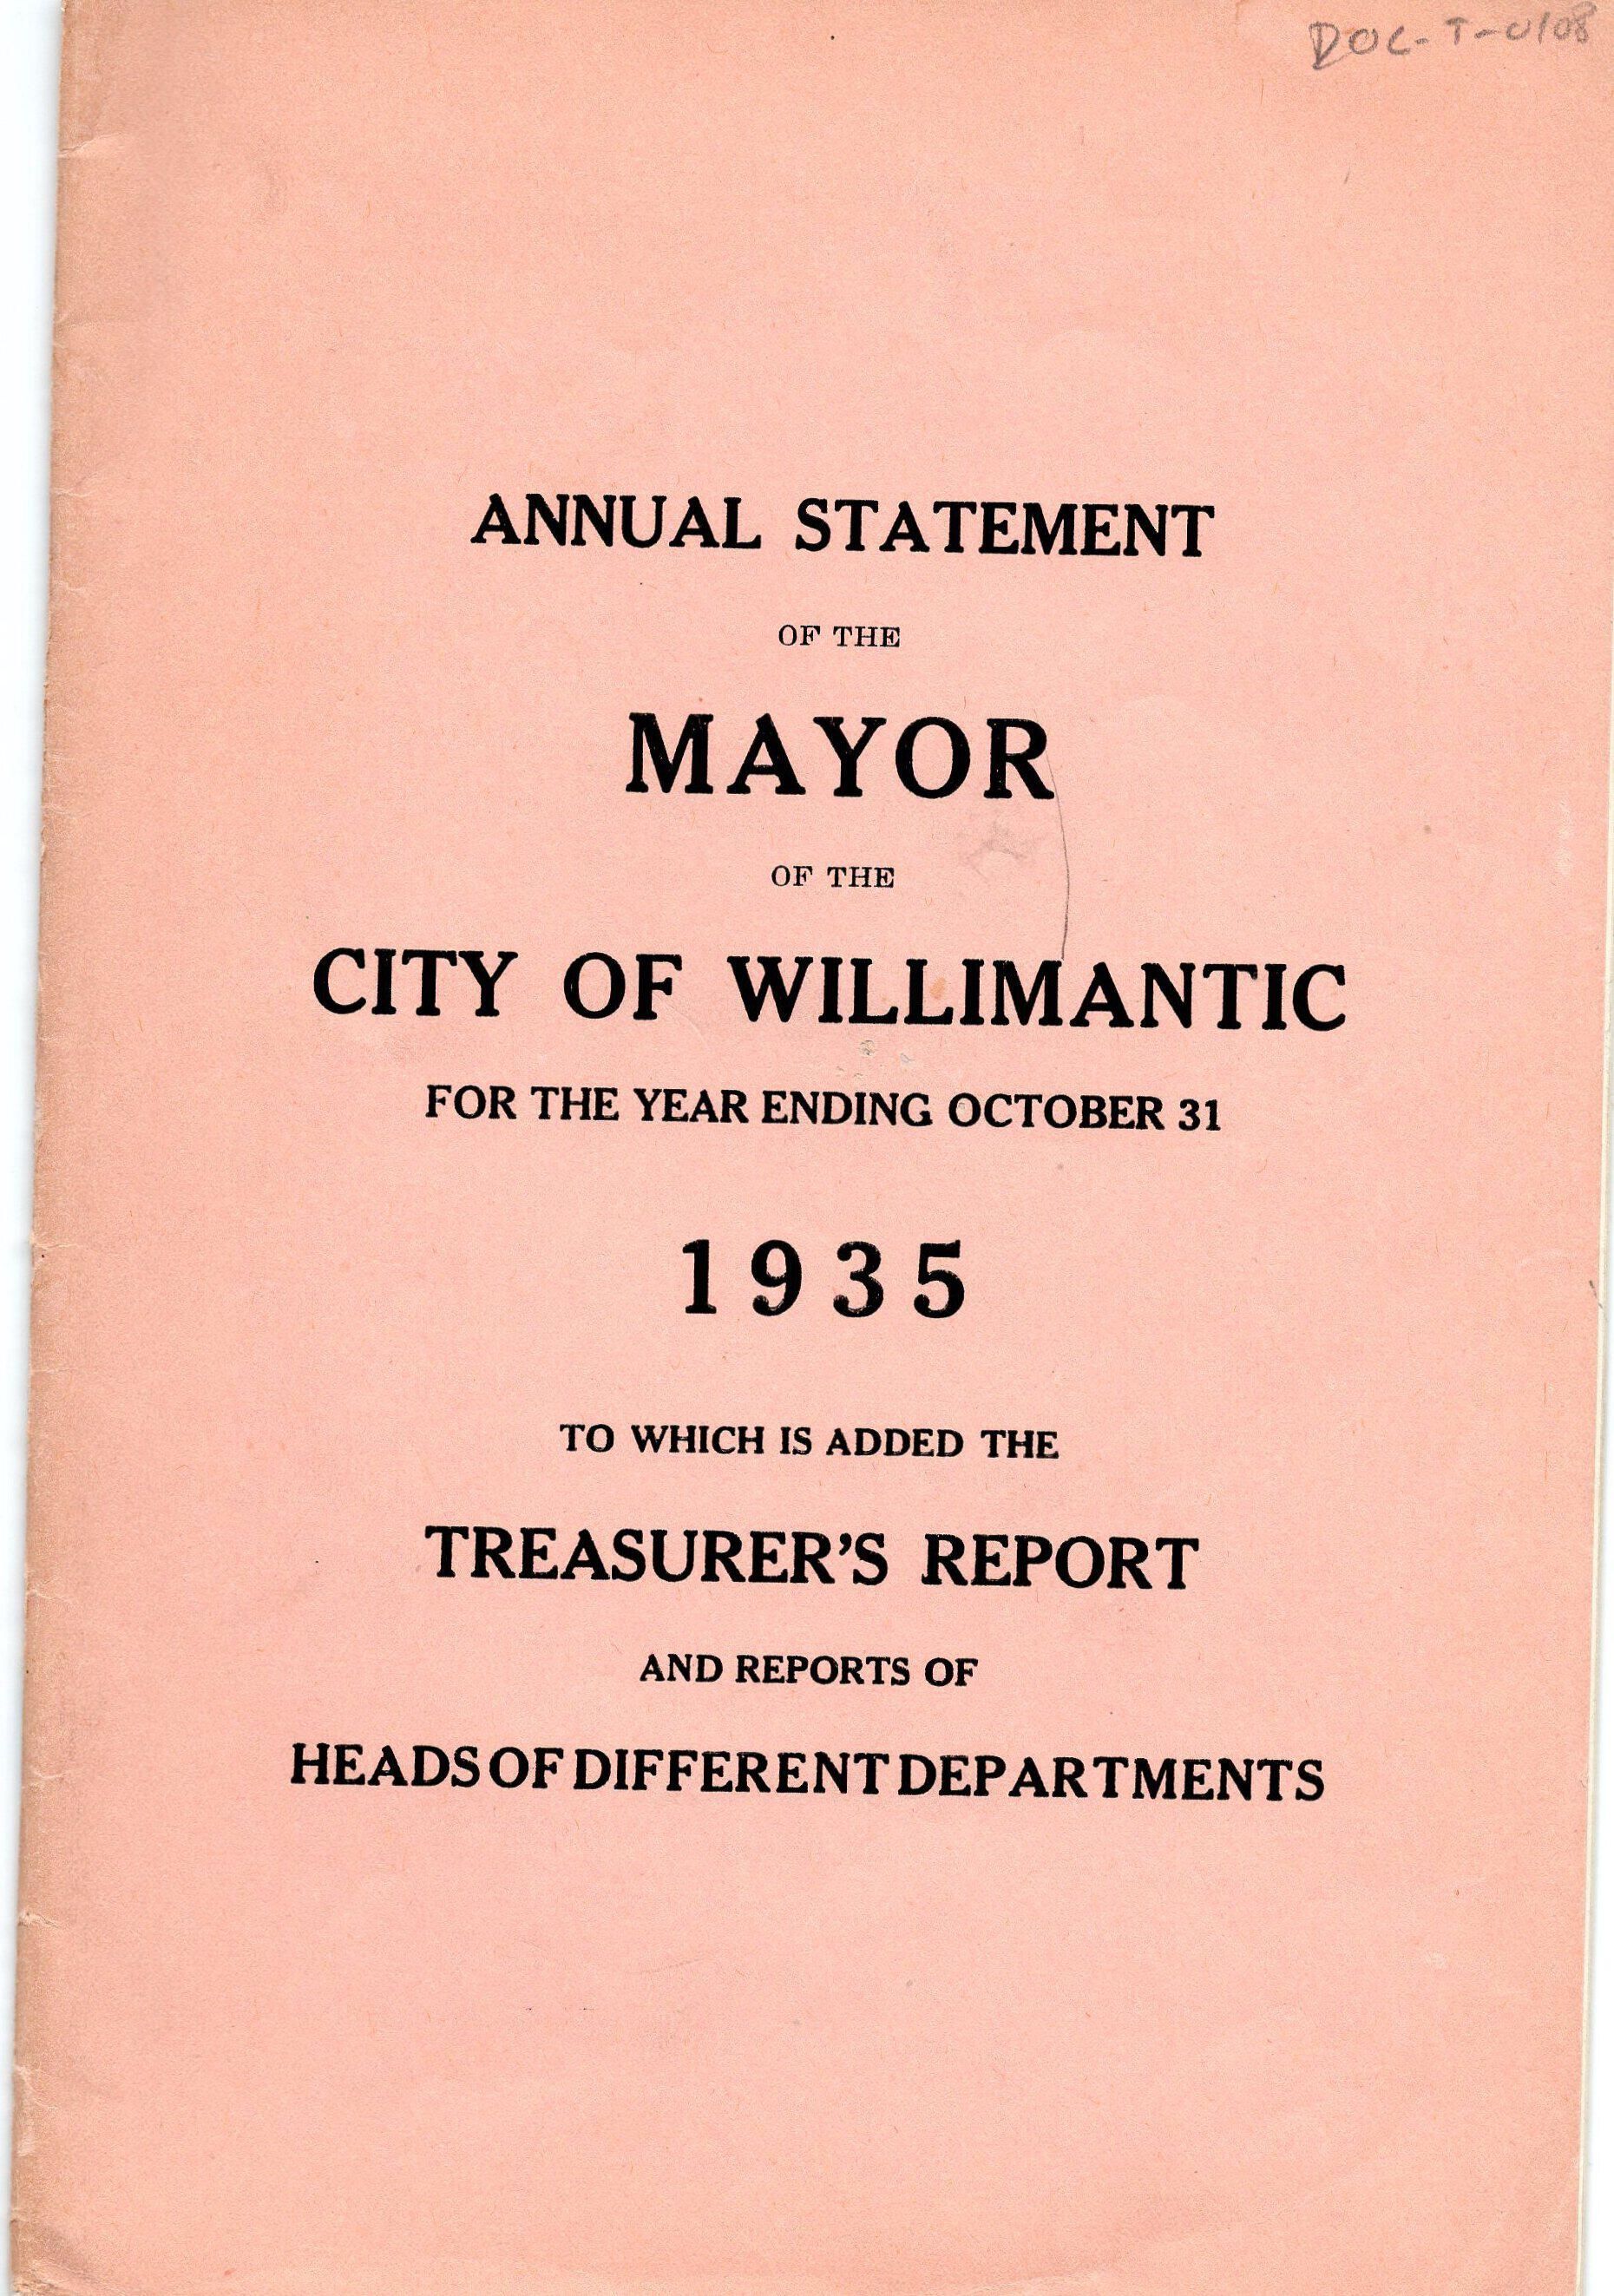 DOC-T-0108
ANNUAL STATEMENT
OF THE
MAYOR
OF THE
CITY OF WILLIMANTIC
FOR THE YEAR ENDING OCTOBER 31
1935
TO WHICH IS ADDED THE
TREASURER'S REPORT
AND REPORTS OF
HEADS OF DIFFERENT DEPARTMENTS